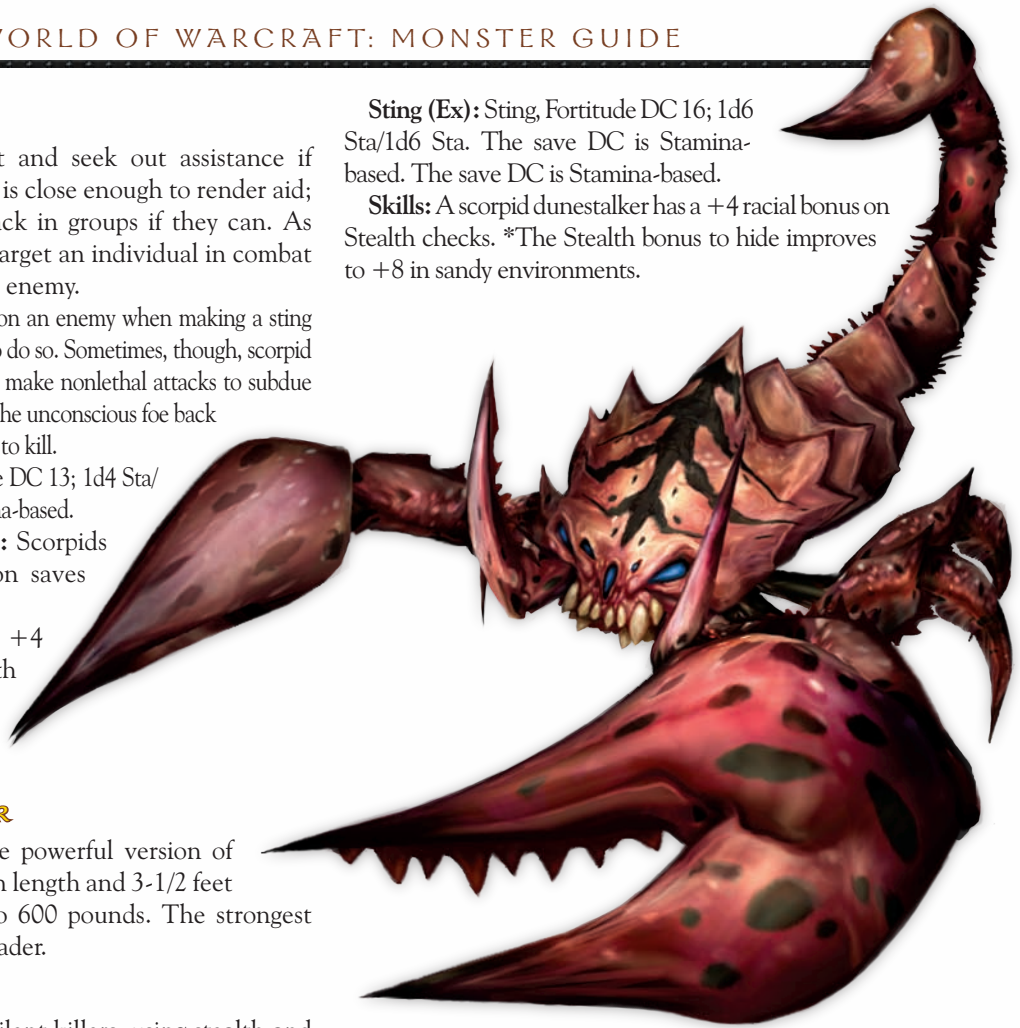 WORLD OF WARCRAFT: MONSTER GUIDE
t and seek out assistance if
is close enough to render aid;
ck in groups if they can. As
arget an individual in combat
enemy.
on an enemy when making a sting
o do so. Sometimes, though, scorpid
make nonlethal attacks to subdue
he unconscious foe back
to kill.
e DC 13; 1d4 Sta/
na-based.
: Scorpids
on saves
+4
th
R
e powerful version of
n length and 3-1/2 feet
o 600 pounds. The strongest
ader.
ilent killers, using stealth and
Sting (Ex): Sting, Fortitude DC 16; 1d6
Sta/1d6 Sta. The save DC is Stamina-
based. The save DC is Stamina-based.
Skills: A scorpid dunestalker has a +4 racial bonus on
Stealth checks. *The Stealth bonus to hide improves
to +8 in sandy environments.